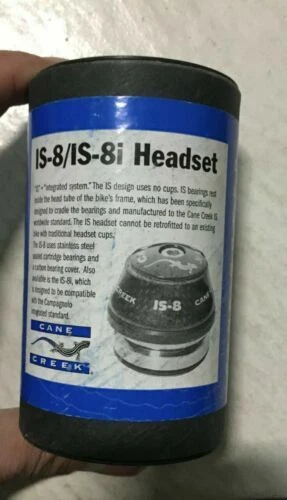 IS-8/IS-8i Headset
"IS" = "integrated system." The IS design uses no cups. IS bearings rest
inside the head tube of the bike's frame, which has been specifically
designed to cradle the bearings and manufactured to the Cane Creek IS
worldwide standard. The IS headset cannot be retrofitted to an existing
bike with traditional headset cups.
The IS-8 uses stainless steel
sealed cartridge bearings and
a carbon bearing cover. Also
available is the IS-8i, which
is designed to be compatible
with the Campagnolo
integrated standard.
CREEK
IS-8
CANE
CANE
CREEK